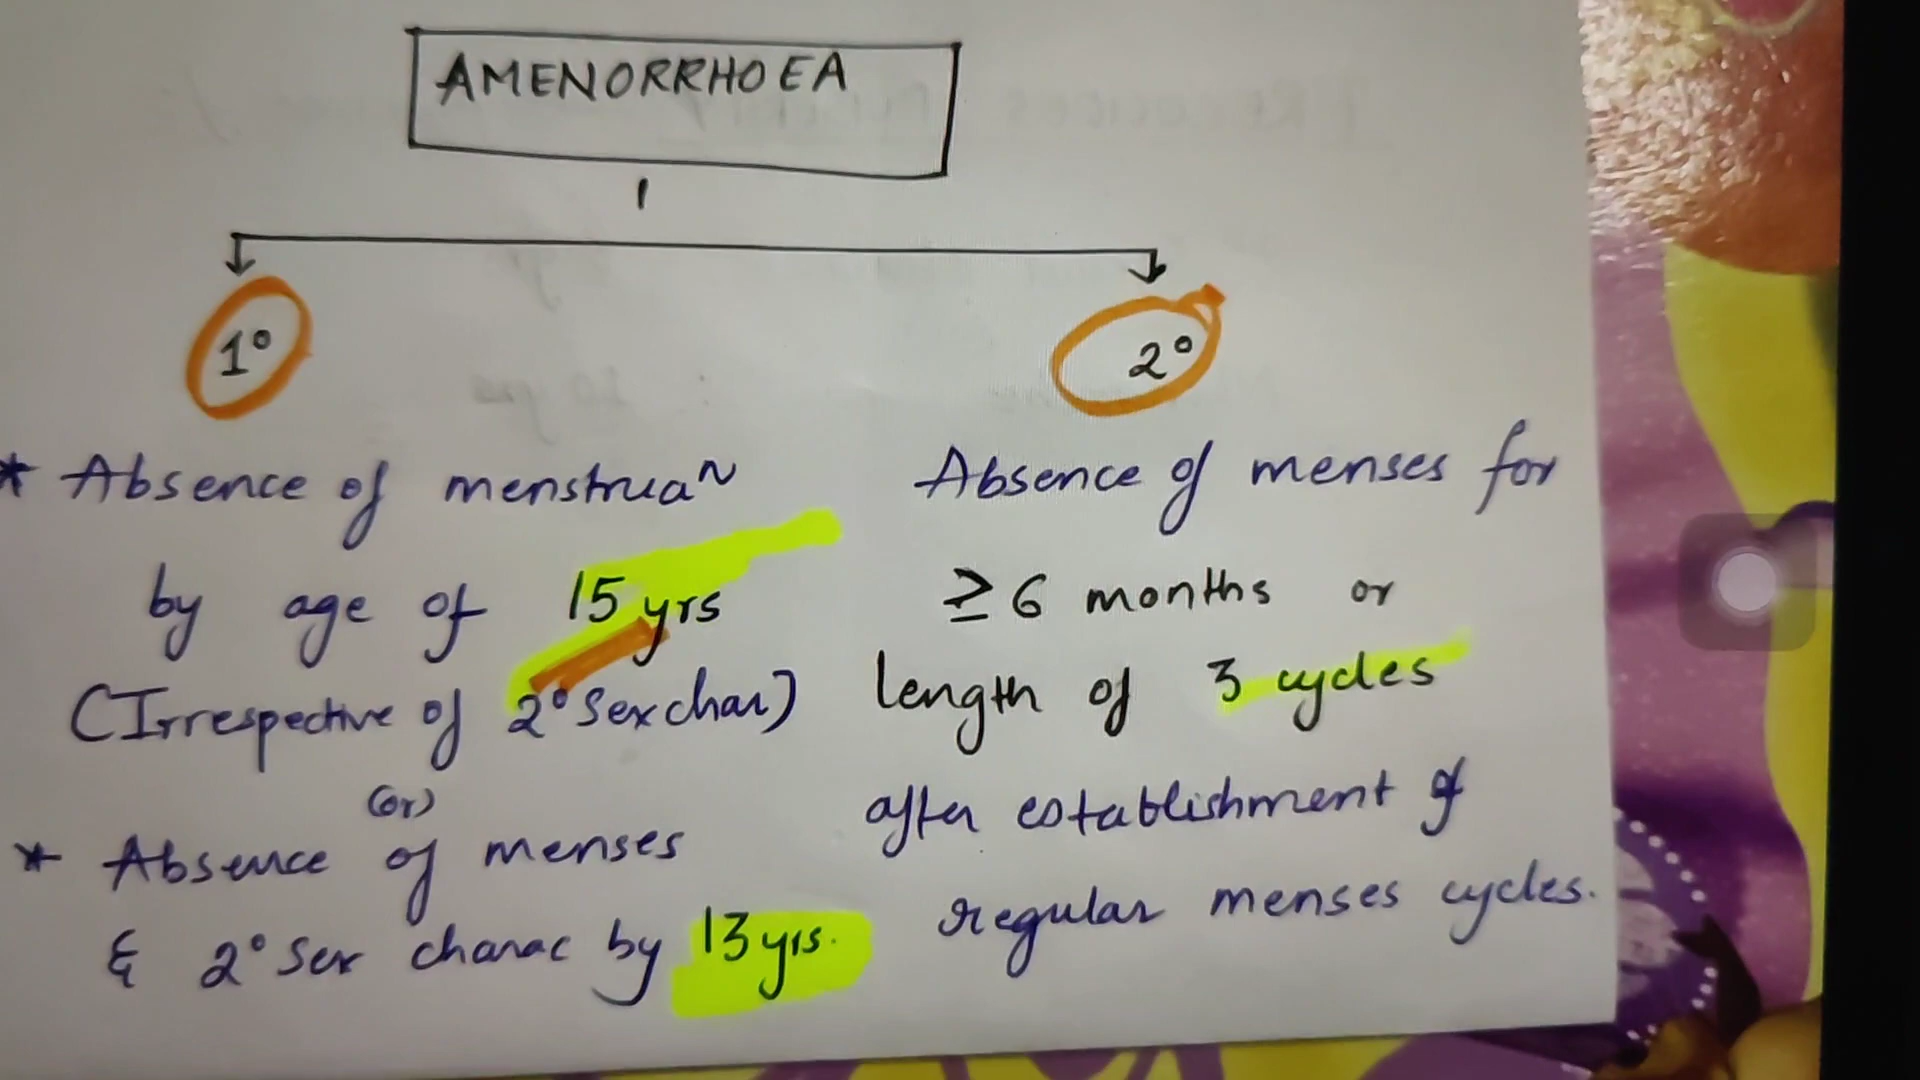 AMENORRHOEA
1°
* Absence of menstruaN
by age of 15 yrs
(Irrespective of 2° Sex char)
(or)
* Absence of menses
& 2° Sex charac by 13 yrs.
2°
Absence of menses for
≥ 6 months or
length of 3 cycles
after establishment of
regular menses cycles.